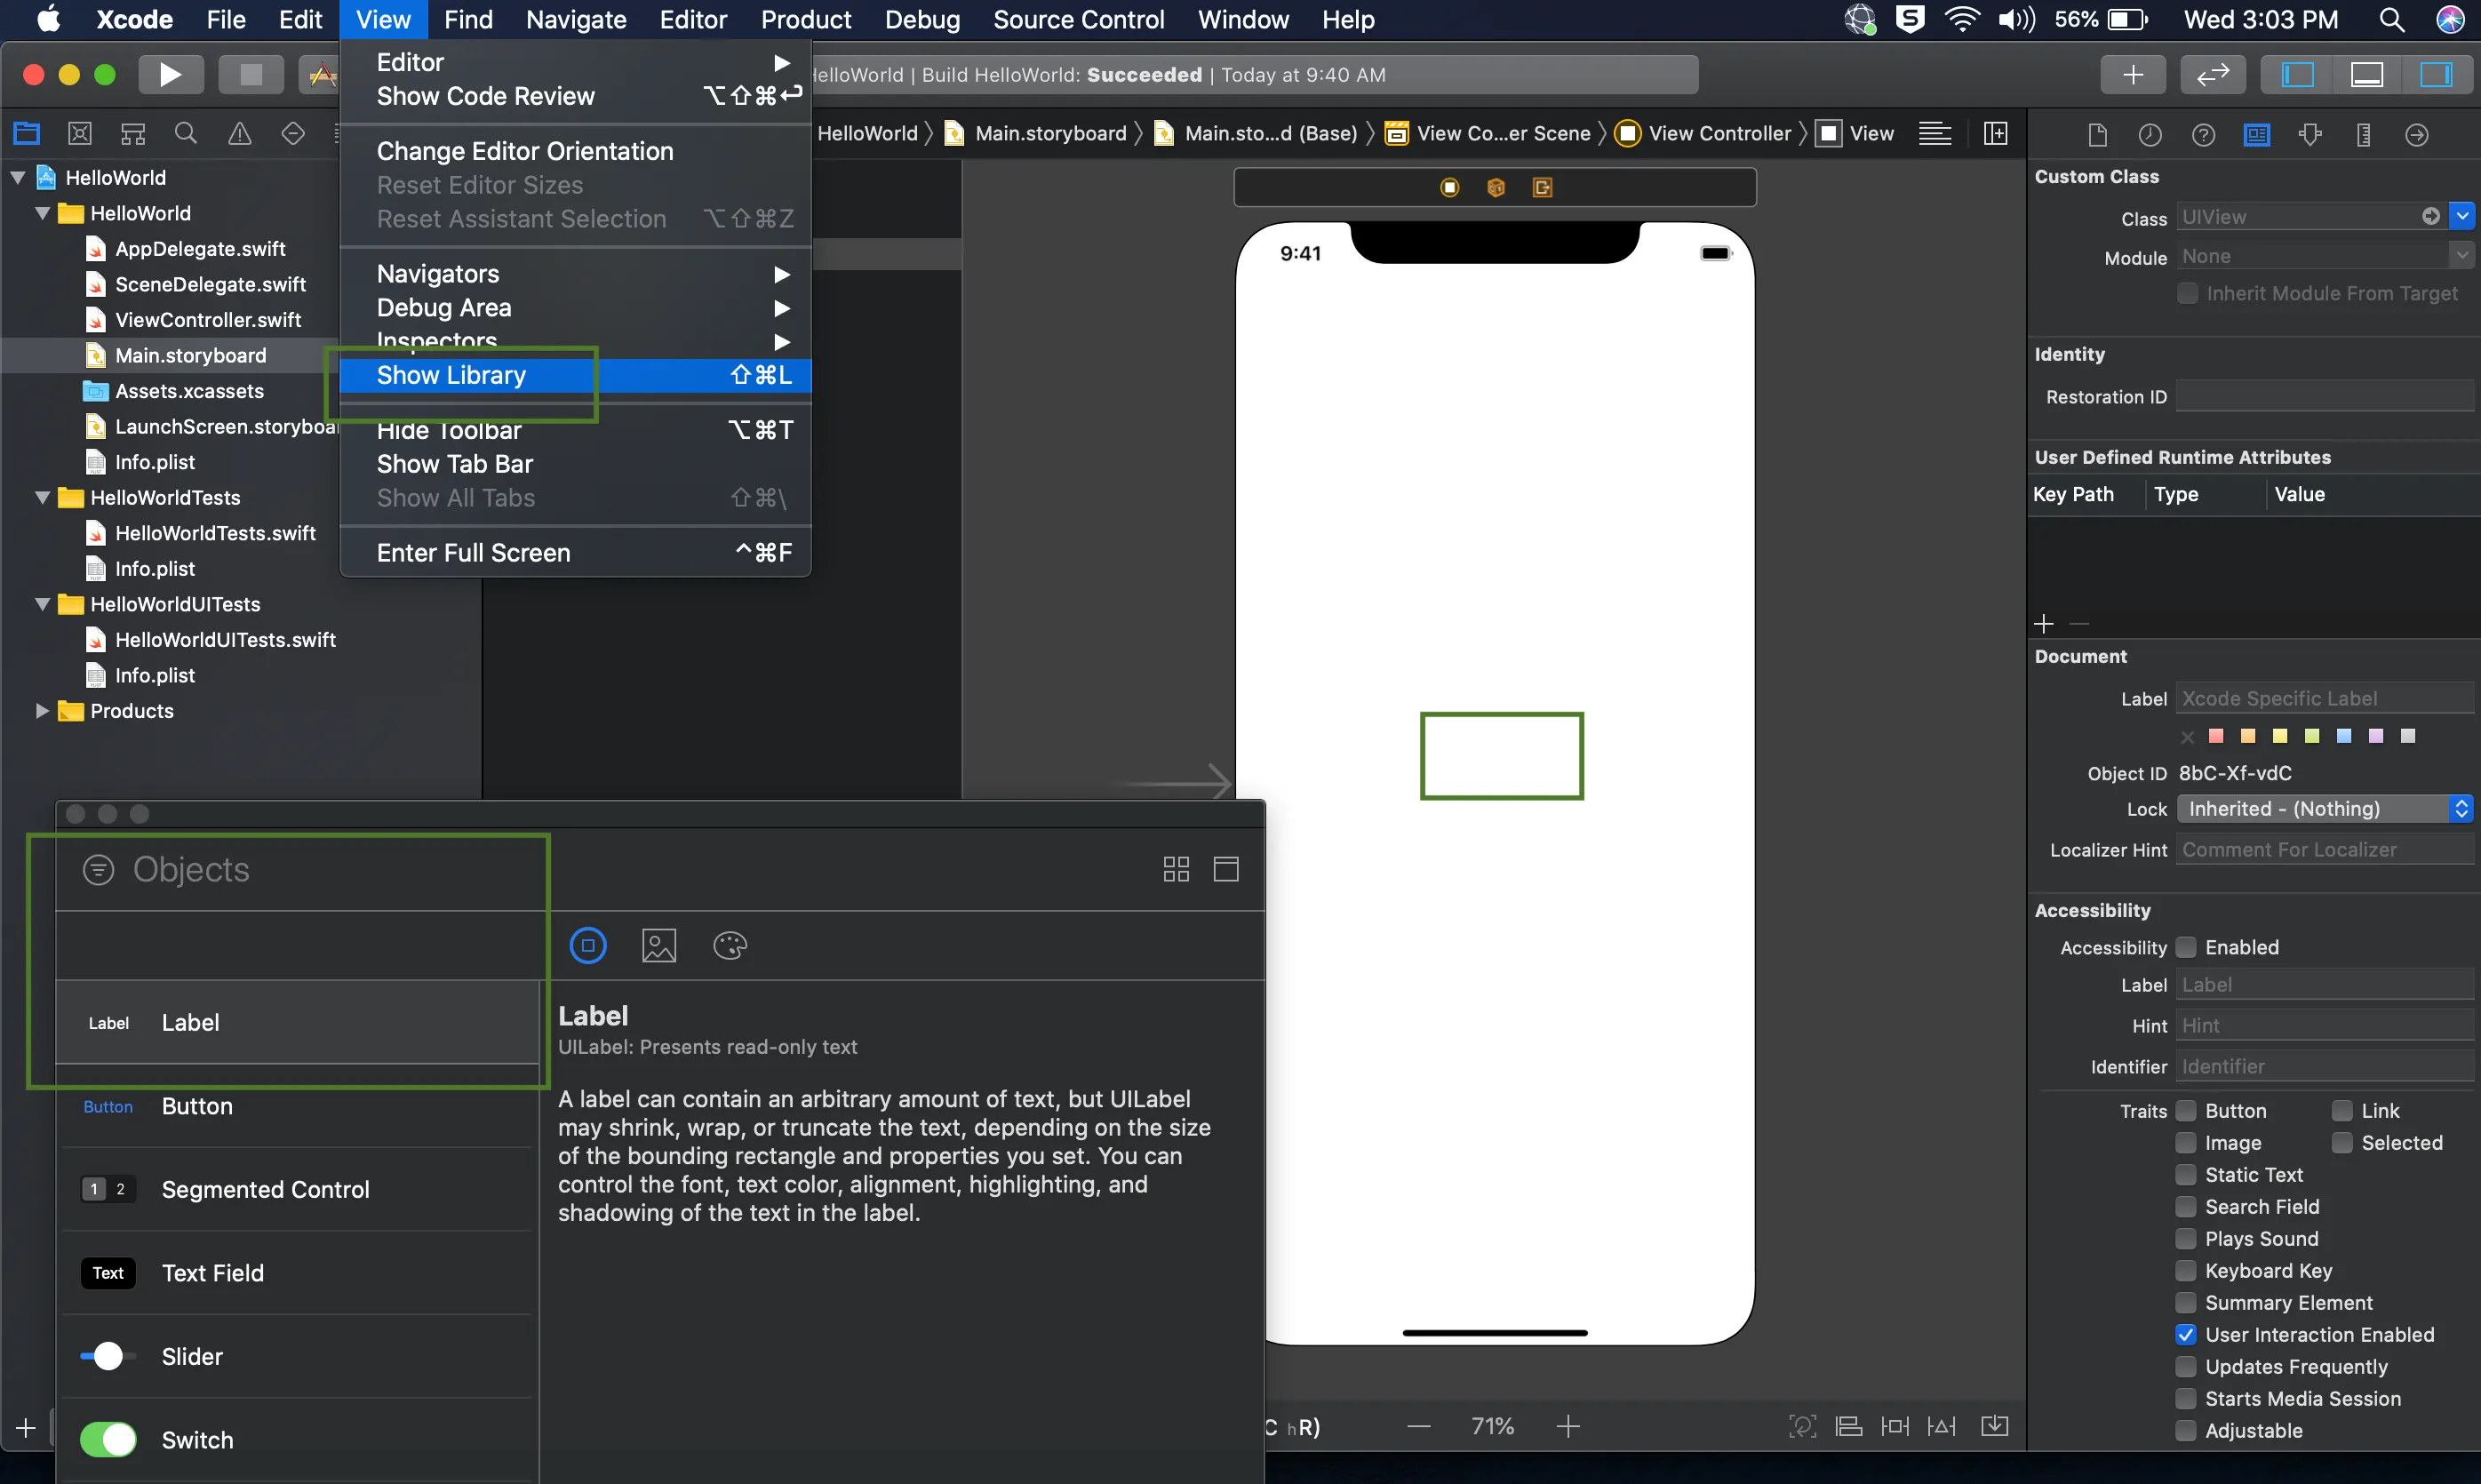 Xcode File Edit View Find Navigate Editor Product Debug Source Control Window Help 56% Wed 3:03 PM
HelloWorld | Build HelloWorld: Succeeded | Today at 9:40 AM
HelloWorld Main.storyboard Main.sto...d (Base) View Co...er Scene View Controller View
HelloWorld
HelloWorld
AppDelegate.swift
SceneDelegate.swift
ViewController.swift
Main.storyboard
Assets.xcassets
LaunchScreen.storyboar
Info.plist
HelloWorldTests
HelloWorldTests.swift
Info.plist
HelloWorldUITests
HelloWorldUITests.swift
Info.plist
Products
Editor ▶
Show Code Review ⌥⇧⌘↩
Change Editor Orientation
Reset Editor Sizes
Reset Assistant Selection ⌥⇧⌘Z
Navigators ▶
Debug Area ▶
Inspectors ▶
Show Library ⇧⌘L
Hide Toolbar ⌥⌘T
Show Tab Bar
Show All Tabs ⇧⌘\
Enter Full Screen ^⌘F
9:41
Objects
Label Label
Button Button
1 2 Segmented Control
Text Text Field
Slider
Switch
Label
UILabel: Presents read-only text
A label can contain an arbitrary amount of text, but UILabel
may shrink, wrap, or truncate the text, depending on the size
of the bounding rectangle and properties you set. You can
control the font, text color, alignment, highlighting, and
shadowing of the text in the label.
C hR) — 71% +
Custom Class
Class UIView
Module None
Inherit Module From Target
Identity
Restoration ID
User Defined Runtime Attributes
Key Path Type Value
+ —
Document
Label Xcode Specific Label
Object ID 8bC-Xf-vdC
Lock Inherited - (Nothing)
Localizer Hint Comment For Localizer
Accessibility
Accessibility Enabled
Label Label
Hint Hint
Identifier Identifier
Traits Button Link
Image Selected
Static Text
Search Field
Plays Sound
Keyboard Key
Summary Element
User Interaction Enabled
Updates Frequently
Starts Media Session
Adjustable